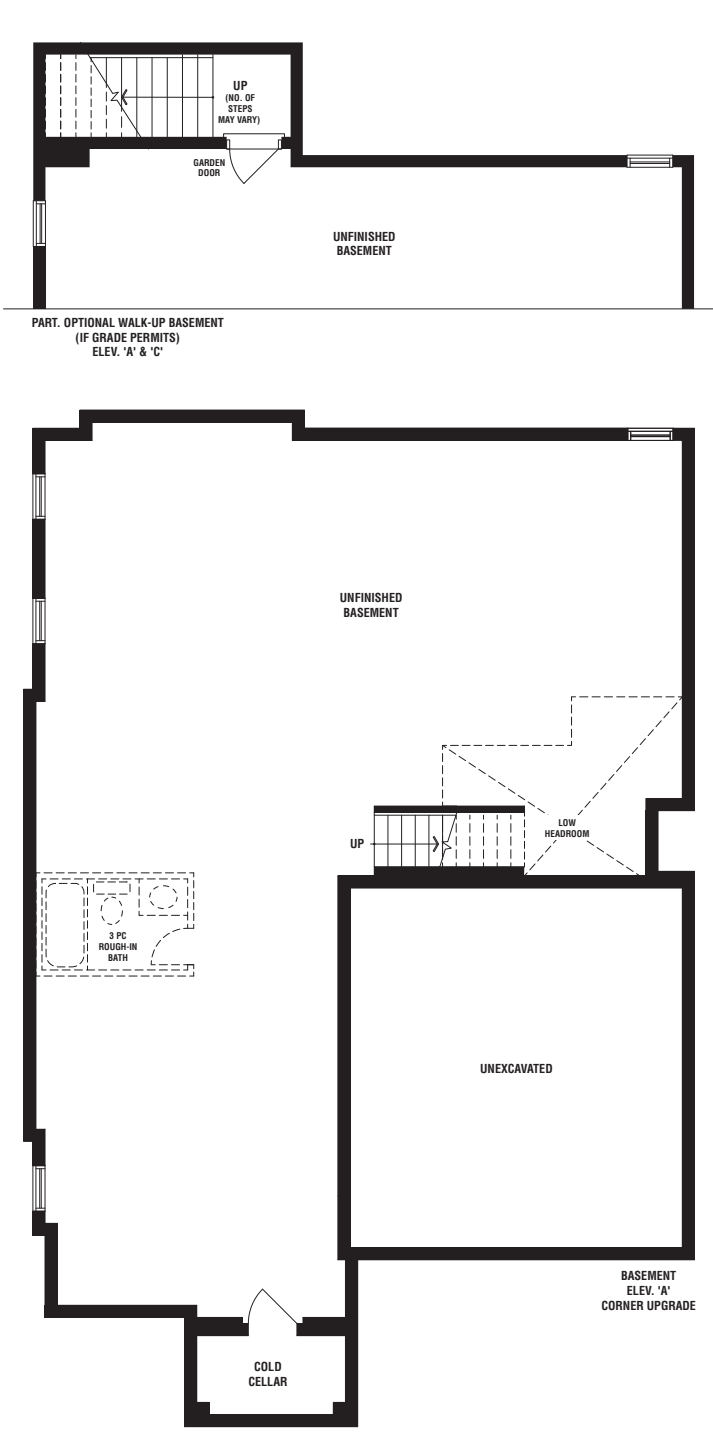 UP
(NO. OF
STEPS
MAY VARY)
GARDEN
DOOR
UNFINISHED
BASEMENT
PART. OPTIONAL WALK-UP BASEMENT
(IF GRADE PERMITS)
ELEV. 'A' & 'C'
UNFINISHED
BASEMENT
LOW
HEADROOM
UP
3 PC
ROUGH-IN
BATH
UNEXCAVATED
BASEMENT
ELEV. 'A'
CORNER UPGRADE
COLD
CELLAR